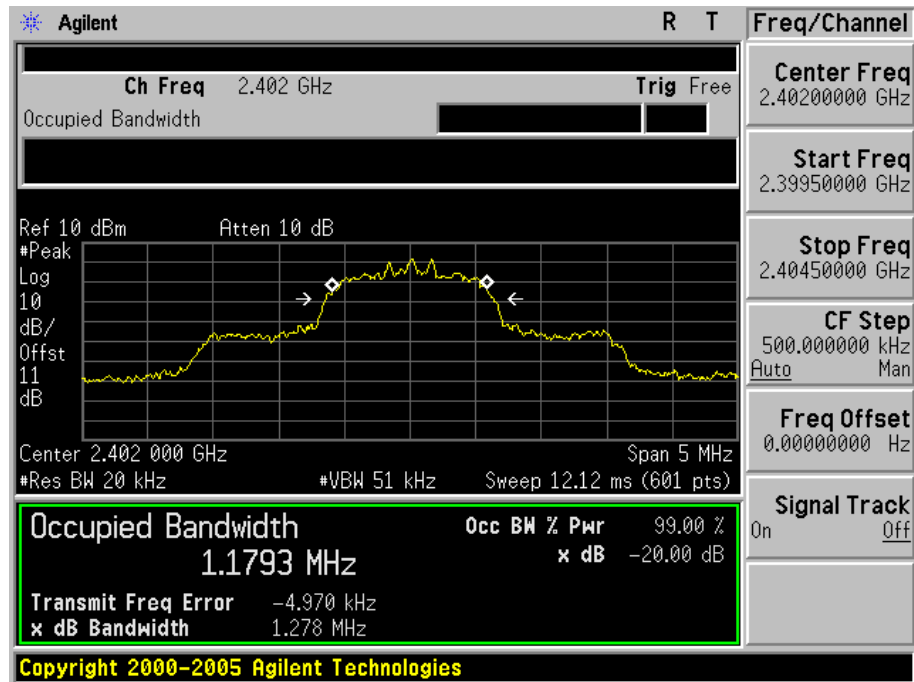 Agilent R T
Freq/Channel
Ch Freq 2.402 GHz Trig Free
Occupied Bandwidth
Center Freq
2.40200000 GHz
Start Freq
2.39950000 GHz
Stop Freq
2.40450000 GHz
CF Step
500.000000 kHz
Auto Man
Freq Offset
0.00000000 Hz
Signal Track
On Off
Ref 10 dBm Atten 10 dB
#Peak
Log
10
dB/
Offst
11
dB
Center 2.402 000 GHz Span 5 MHz
#Res BW 20 kHz #VBW 51 kHz Sweep 12.12 ms (601 pts)
Occupied Bandwidth Occ BW % Pwr 99.00 %
1.1793 MHz x dB -20.00 dB
Transmit Freq Error -4.970 kHz
x dB Bandwidth 1.278 MHz
Copyright 2000-2005 Agilent Technologies